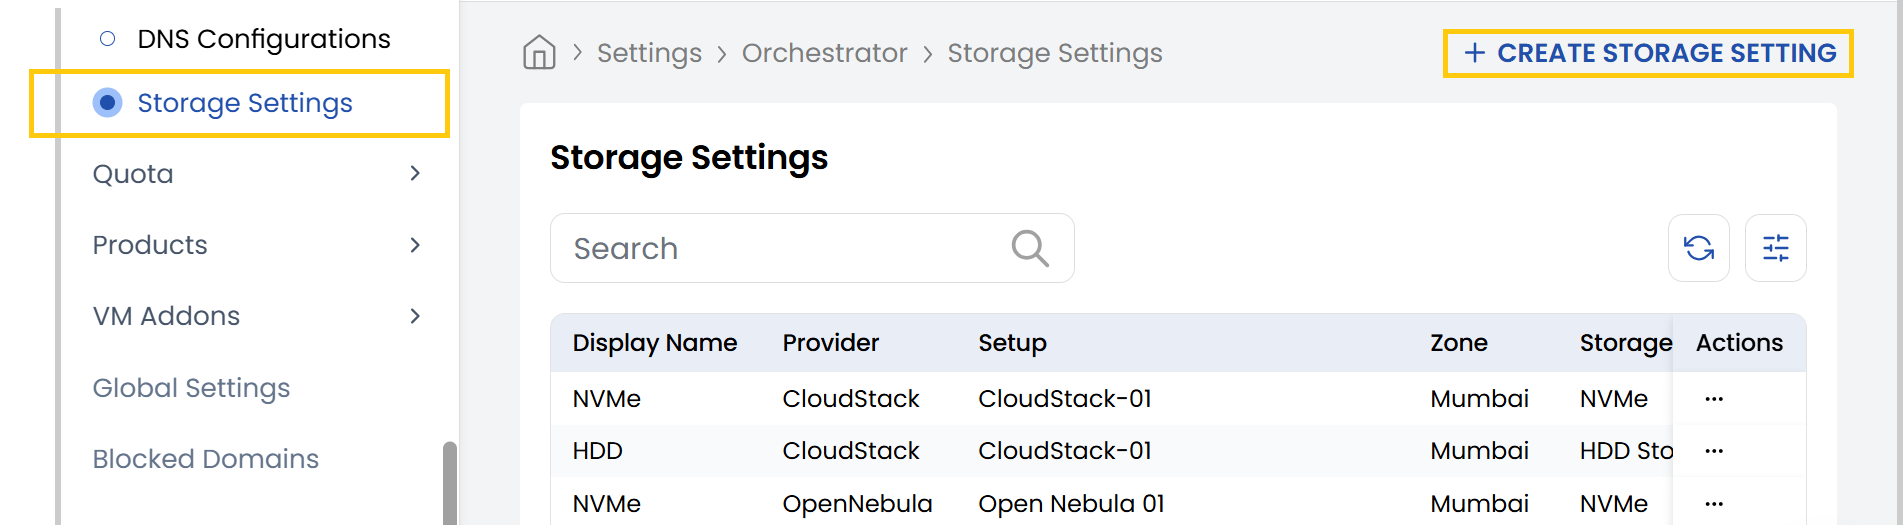 DNS Configurations
Storage Settings
Quota
Products
VM Addons
Global Settings
Blocked Domains
Settings > Orchestrator > Storage Settings
+ CREATE STORAGE SETTING
Storage Settings
Search
Display Name Provider Setup Zone Storage Actions
NVMe CloudStack CloudStack-01 Mumbai NVMe ...
HDD CloudStack CloudStack-01 Mumbai HDD Sto ...
NVMe OpenNebula Open Nebula 01 Mumbai NVMe ...